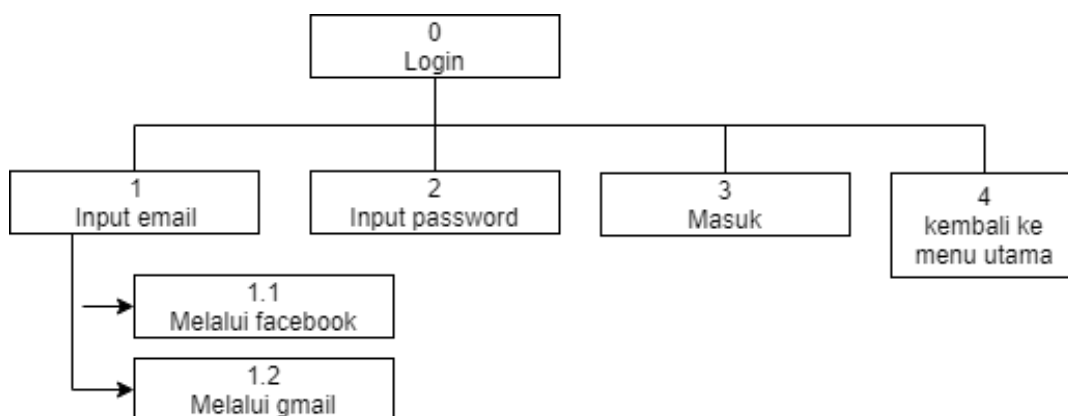 0
Login
1
Input email
2
Input password
3
Masuk
4
kembali ke
menu utama
1.1
Melalui facebook
1.2
Melalui gmail